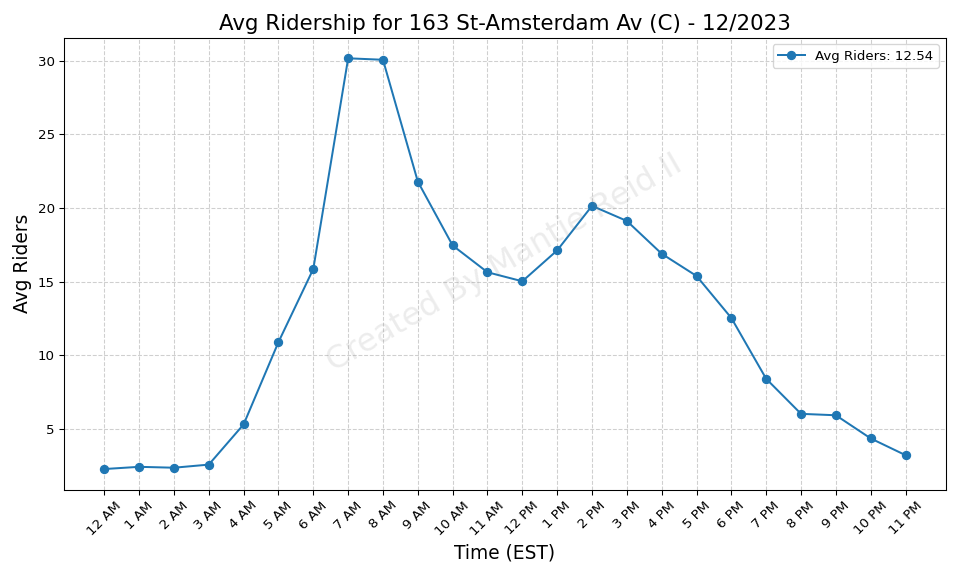 Avg Ridership for 163 St-Amsterdam Av (C) - 12/2023
Avg Riders: 12.54
30
25
20
15
10
5
Avg Riders
Created By Mantie Reid II
12 AM
1 AM
2 AM
3 AM
4 AM
5 AM
6 AM
7 AM
8 AM
9 AM
10 AM
11 AM
12 PM
1 PM
2 PM
3 PM
4 PM
5 PM
6 PM
7 PM
8 PM
9 PM
10 PM
11 PM
Time (EST)